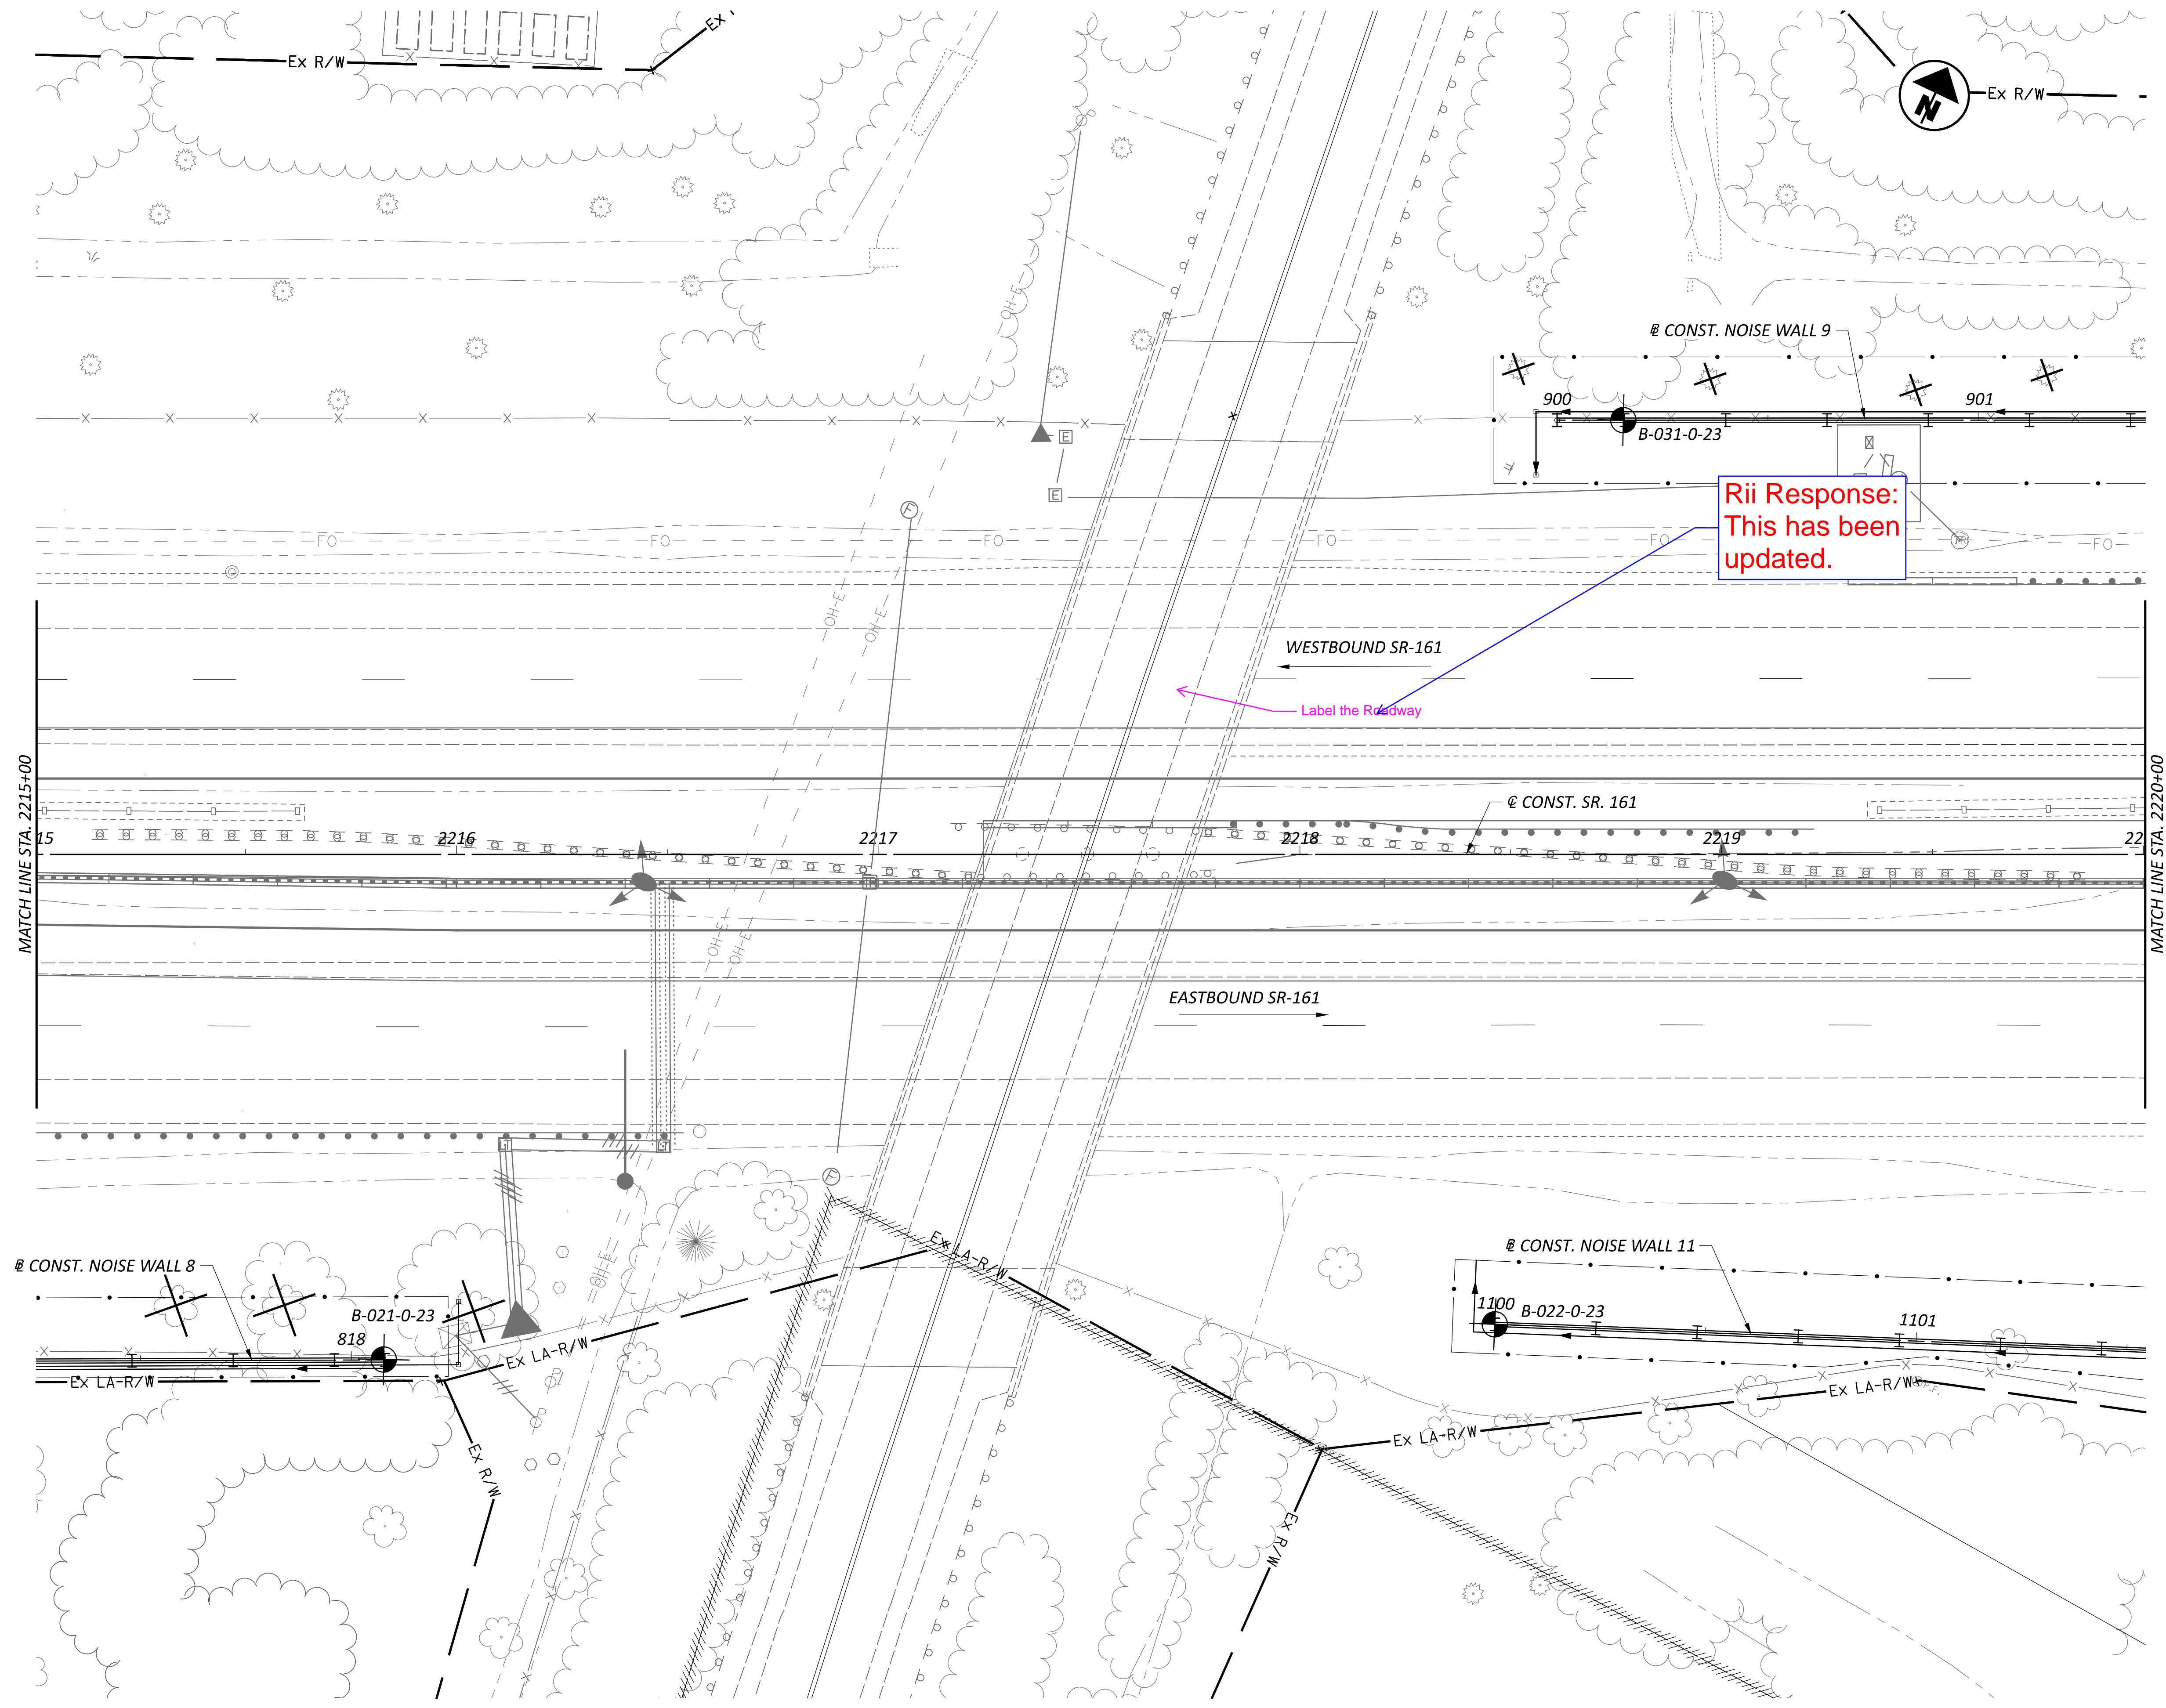 Ex R/W
Ex
N
Ex R/W
OH-E
℄ CONST. NOISE WALL 9
900
901
B-031-0-23
E
E
F
Rii Response:
This has been
updated.
FO
FO
FO
FO
FO
FO
OH-E
OH-E
WESTBOUND SR-161
Label the Roadway
MATCH LINE STA. 2215+00
MATCH LINE STA. 2220+00
℄ CONST. SR. 161
15
2216
2217
2218
2219
22
OH-E
OH-E
EASTBOUND SR-161
F
Ex LA-R/W
OH-E
℄ CONST. NOISE WALL 8
B-021-0-23
818
Ex LA-R/W
Ex LA-R/W
℄ CONST. NOISE WALL 11
1100
B-022-0-23
1101
Ex LA-R/W
Ex LA-R/W
Ex R/W
Ex R/W